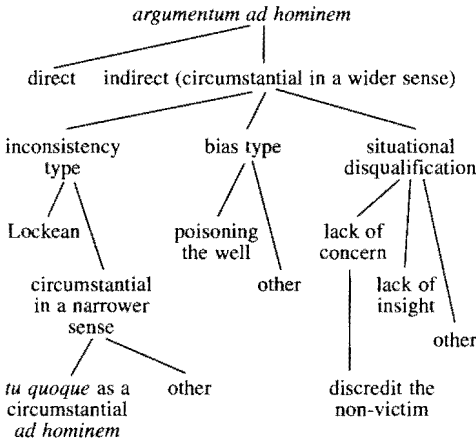 argumentum ad hominem
direct
indirect (circumstantial in a wider sense)
inconsistency
type
bias type
situational
disqualification
Lockean
poisoning
the well
lack of
concern
circumstantial
in a narrower
sense
other
lack of
insight
other
tu quoque as a
circumstantial
ad hominem
other
discredit the
non-victim